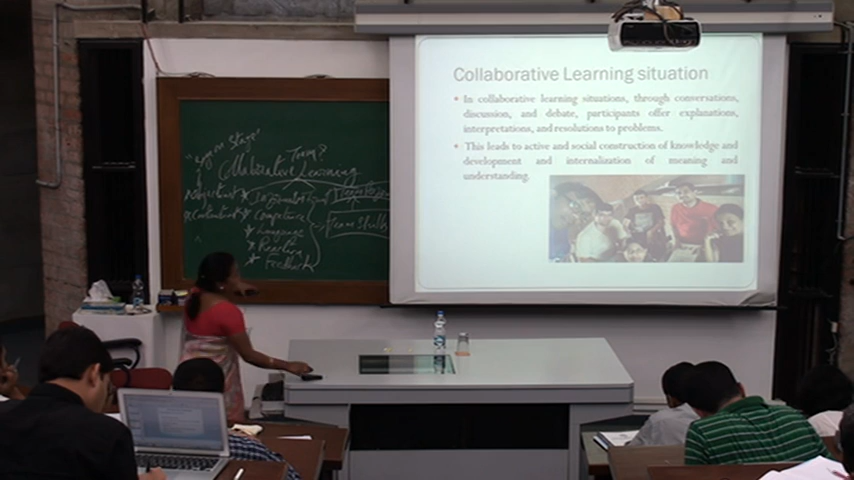 Collaborative Learning situation
In collaborative learning situations, through conversations,
discussion, and debate, participants offer explanations,
interpretations, and resolutions to problems.
This leads to active and social construction of knowledge and
development and internalization of meaning and
understanding.
Stage
Team?
Collaborative Learning
* Competence
* Language
Team Skills
* Feedback